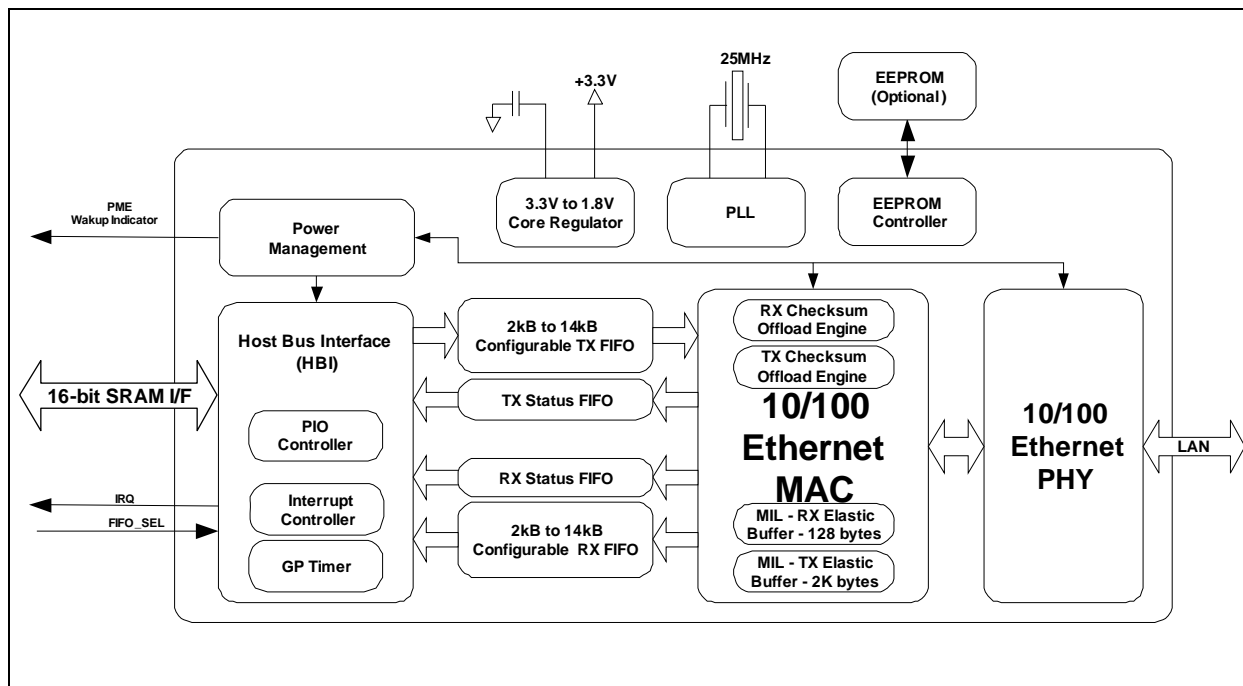 25MHz
+3.3V
EEPROM
(Optional)
3.3V to 1.8V
Core Regulator
PLL
EEPROM
Controller
PME
Wakup Indicator
Power
Management
Host Bus Interface
(HBI)
2kB to 14kB
Configurable TX FIFO
RX Checksum
Offload Engine
TX Checksum
Offload Engine
16-bit SRAM I/F
TX Status FIFO
10/100
Ethernet
MAC
10/100
Ethernet
PHY
LAN
PIO
Controller
RX Status FIFO
IRQ
FIFO_SEL
Interrupt
Controller
2kB to 14kB
Configurable RX FIFO
MIL - RX Elastic
Buffer - 128 bytes
GP Timer
MIL - TX Elastic
Buffer - 2K bytes